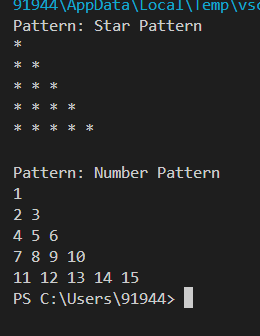 91944\AppData\Local\Temp\vsc
Pattern: Star Pattern
*
* *
* * *
* * * *
* * * * *
Pattern: Number Pattern
1
2 3
4 5 6
7 8 9 10
11 12 13 14 15
PS C:\Users\91944>